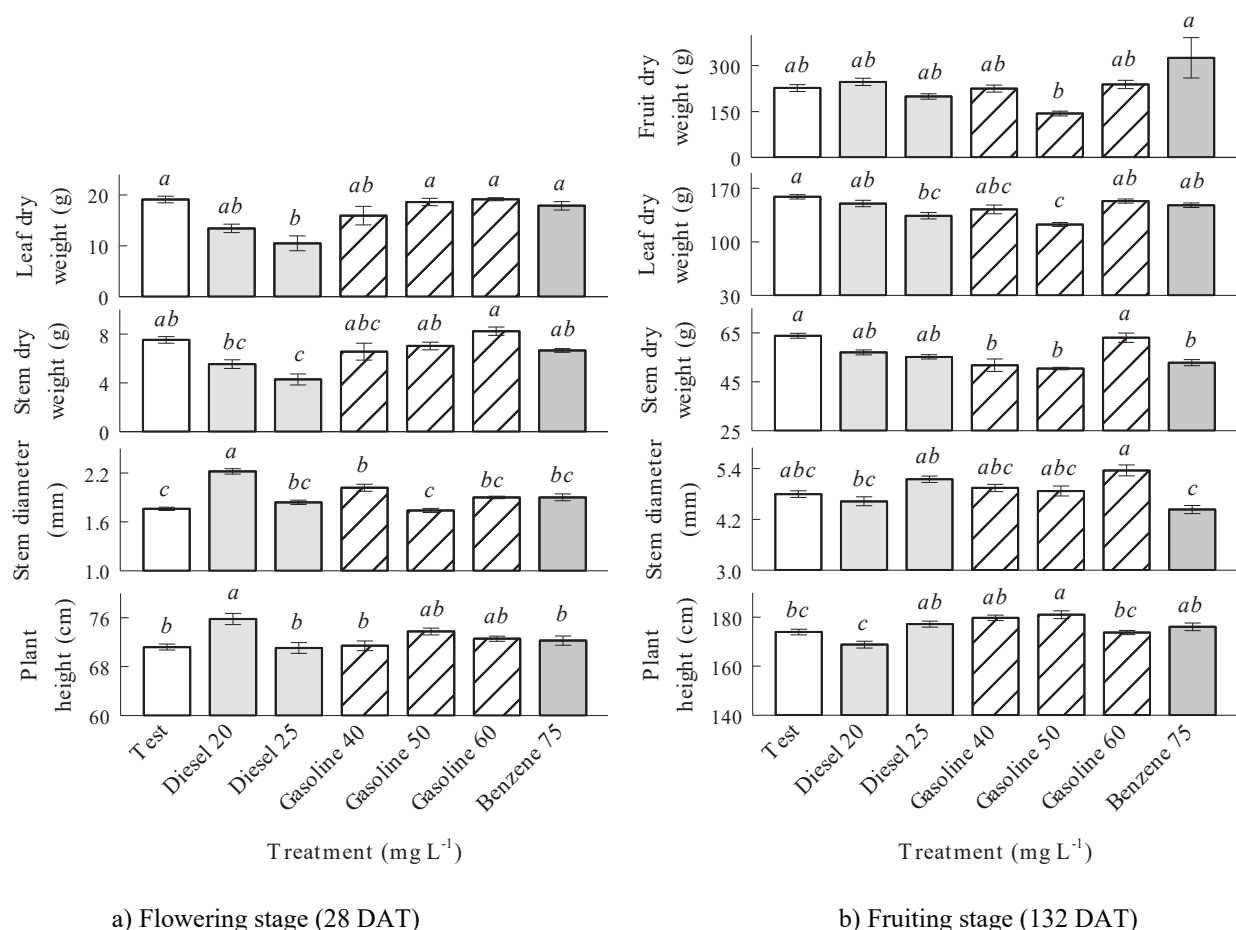 Fruit dry
weight (g)
300
150
0
ab ab ab ab b ab a
Leaf dry
weight (g)
20
10
0
a ab b ab a a a
Leaf dry
weight (g)
170
100
30
a ab bc abc c ab ab
Stem dry
weight (g)
8
4
0
ab bc c abc ab a ab
Stem dry
weight (g)
65
45
25
a ab ab b b a b
Stem diameter
(mm)
2.2
1.6
1.0
c a bc b c bc bc
Stem diameter
(mm)
5.4
4.2
3.0
abc bc ab abc abc a c
Plant
height (cm)
76
68
60
b a b b ab ab b
Plant
height (cm)
180
160
140
bc c ab ab a bc ab
Test
Diesel 20
Diesel 25
Gasoline 40
Gasoline 50
Gasoline 60
Benzene 75
Test
Diesel 20
Diesel 25
Gasoline 40
Gasoline 50
Gasoline 60
Benzene 75
Treatment (mg L⁻¹)
Treatment (mg L⁻¹)
a) Flowering stage (28 DAT)
b) Fruiting stage (132 DAT)